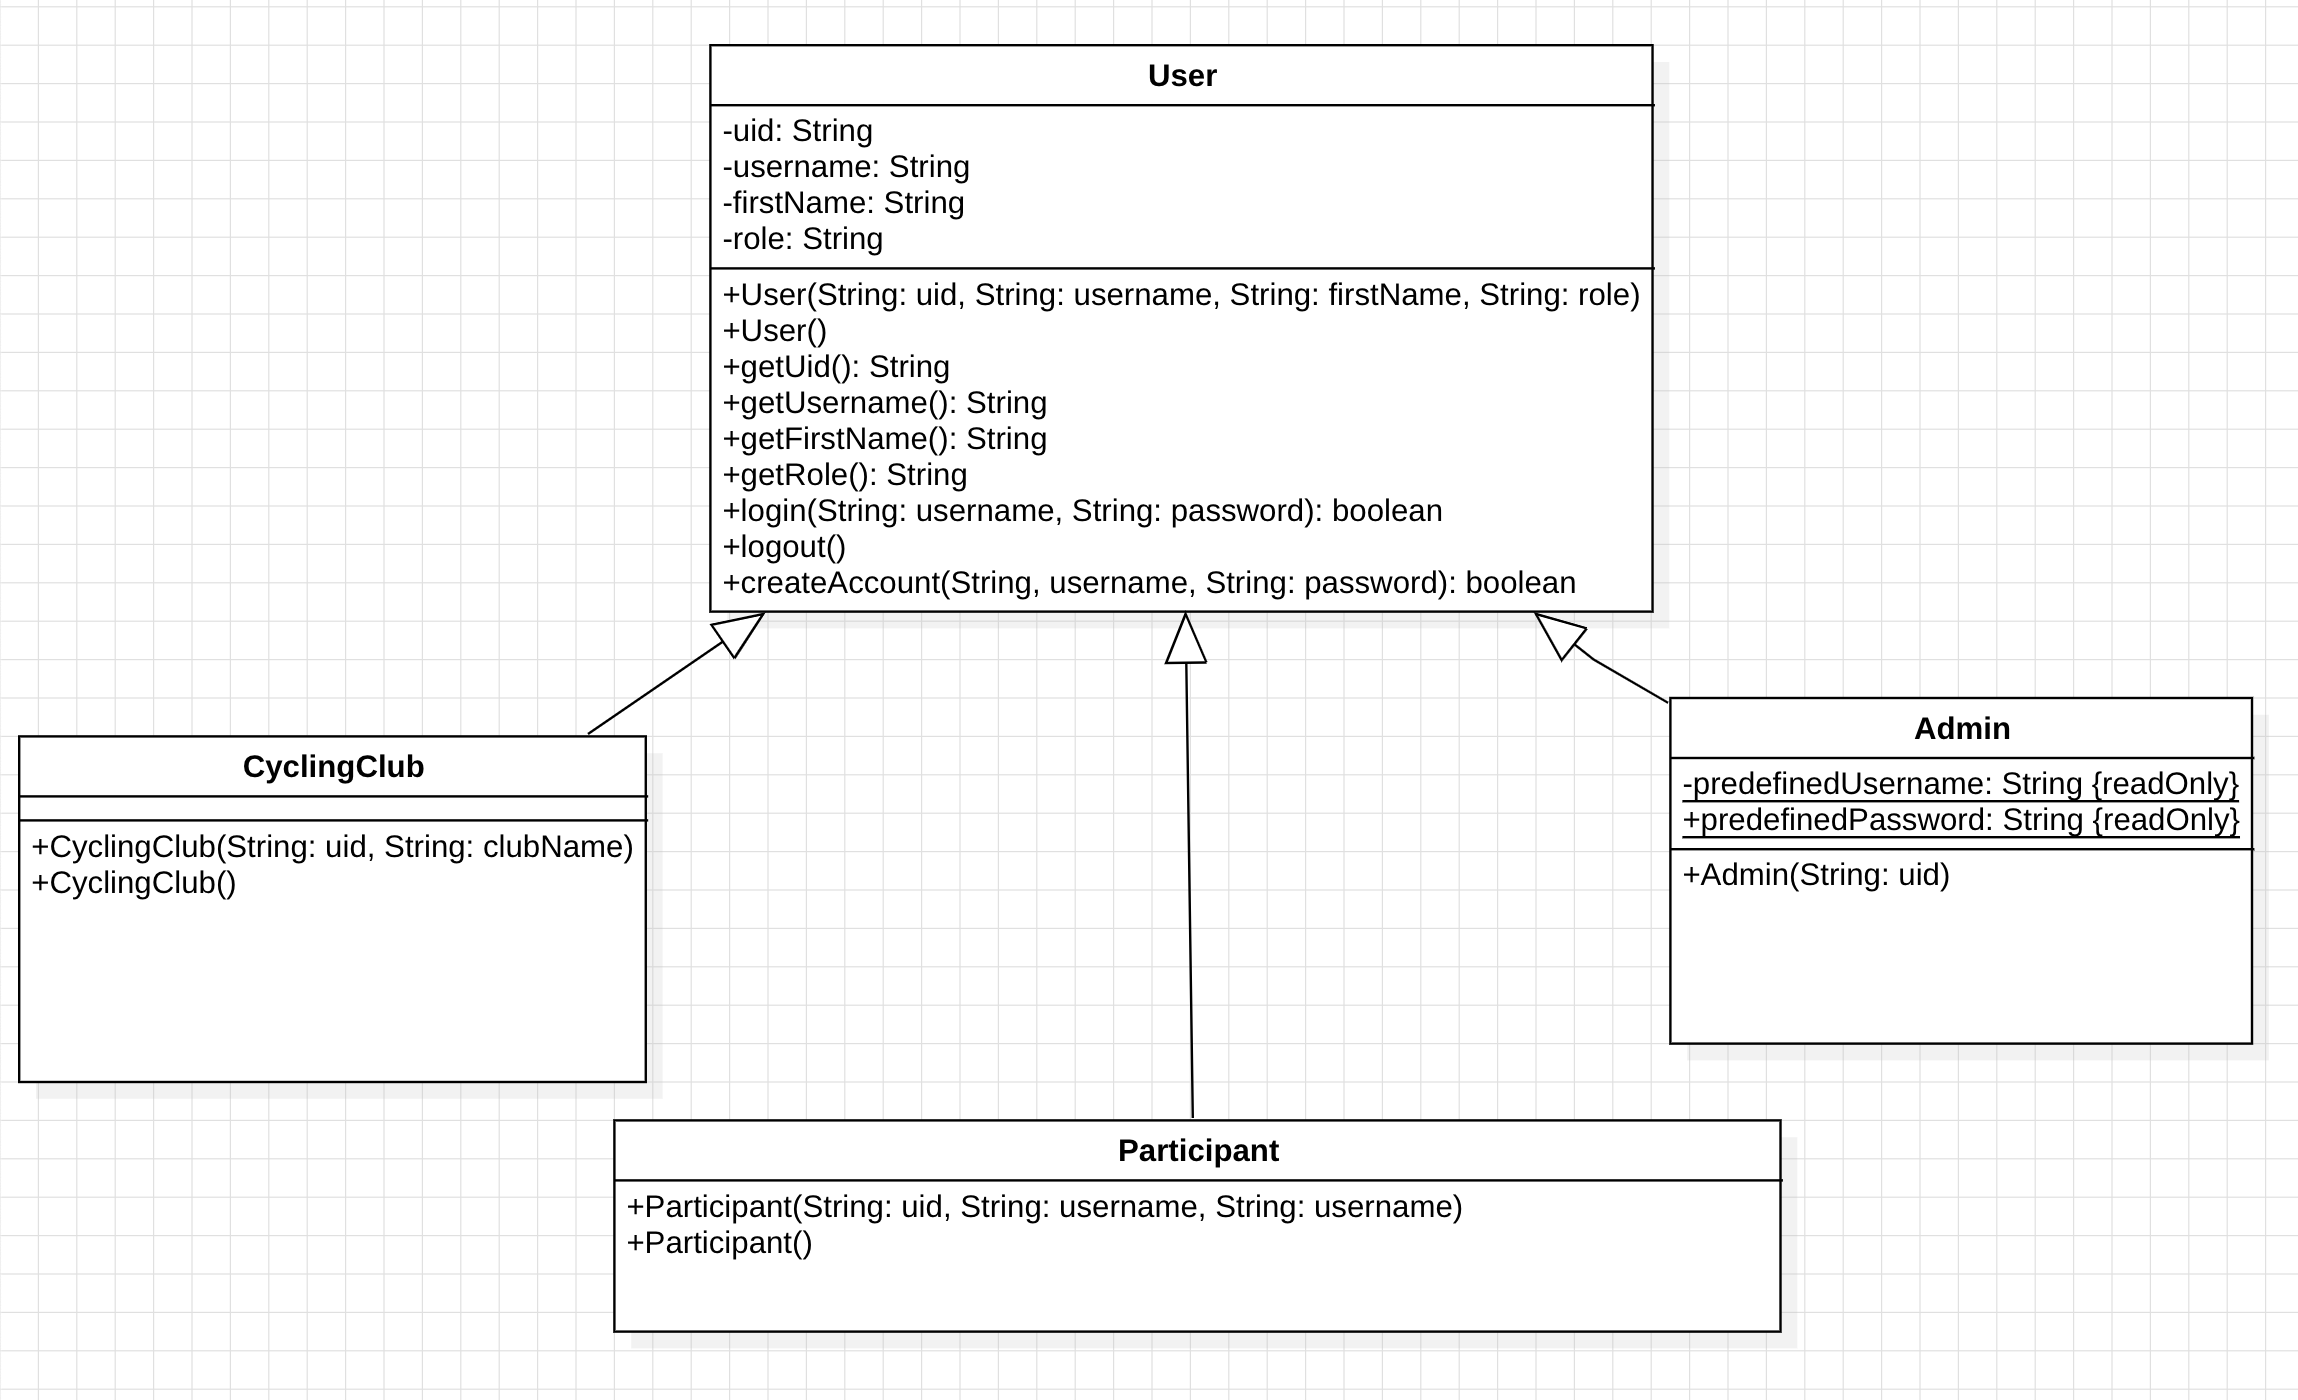 User
-uid: String
-username: String
-firstName: String
-role: String
+User(String: uid, String: username, String: firstName, String: role)
+User()
+getUid(): String
+getUsername(): String
+getFirstName(): String
+getRole(): String
+login(String: username, String: password): boolean
+logout()
+createAccount(String, username, String: password): boolean
CyclingClub
+CyclingClub(String: uid, String: clubName)
+CyclingClub()
Admin
-predefinedUsername: String {readOnly}
+predefinedPassword: String {readOnly}
+Admin(String: uid)
Participant
+Participant(String: uid, String: username, String: username)
+Participant()